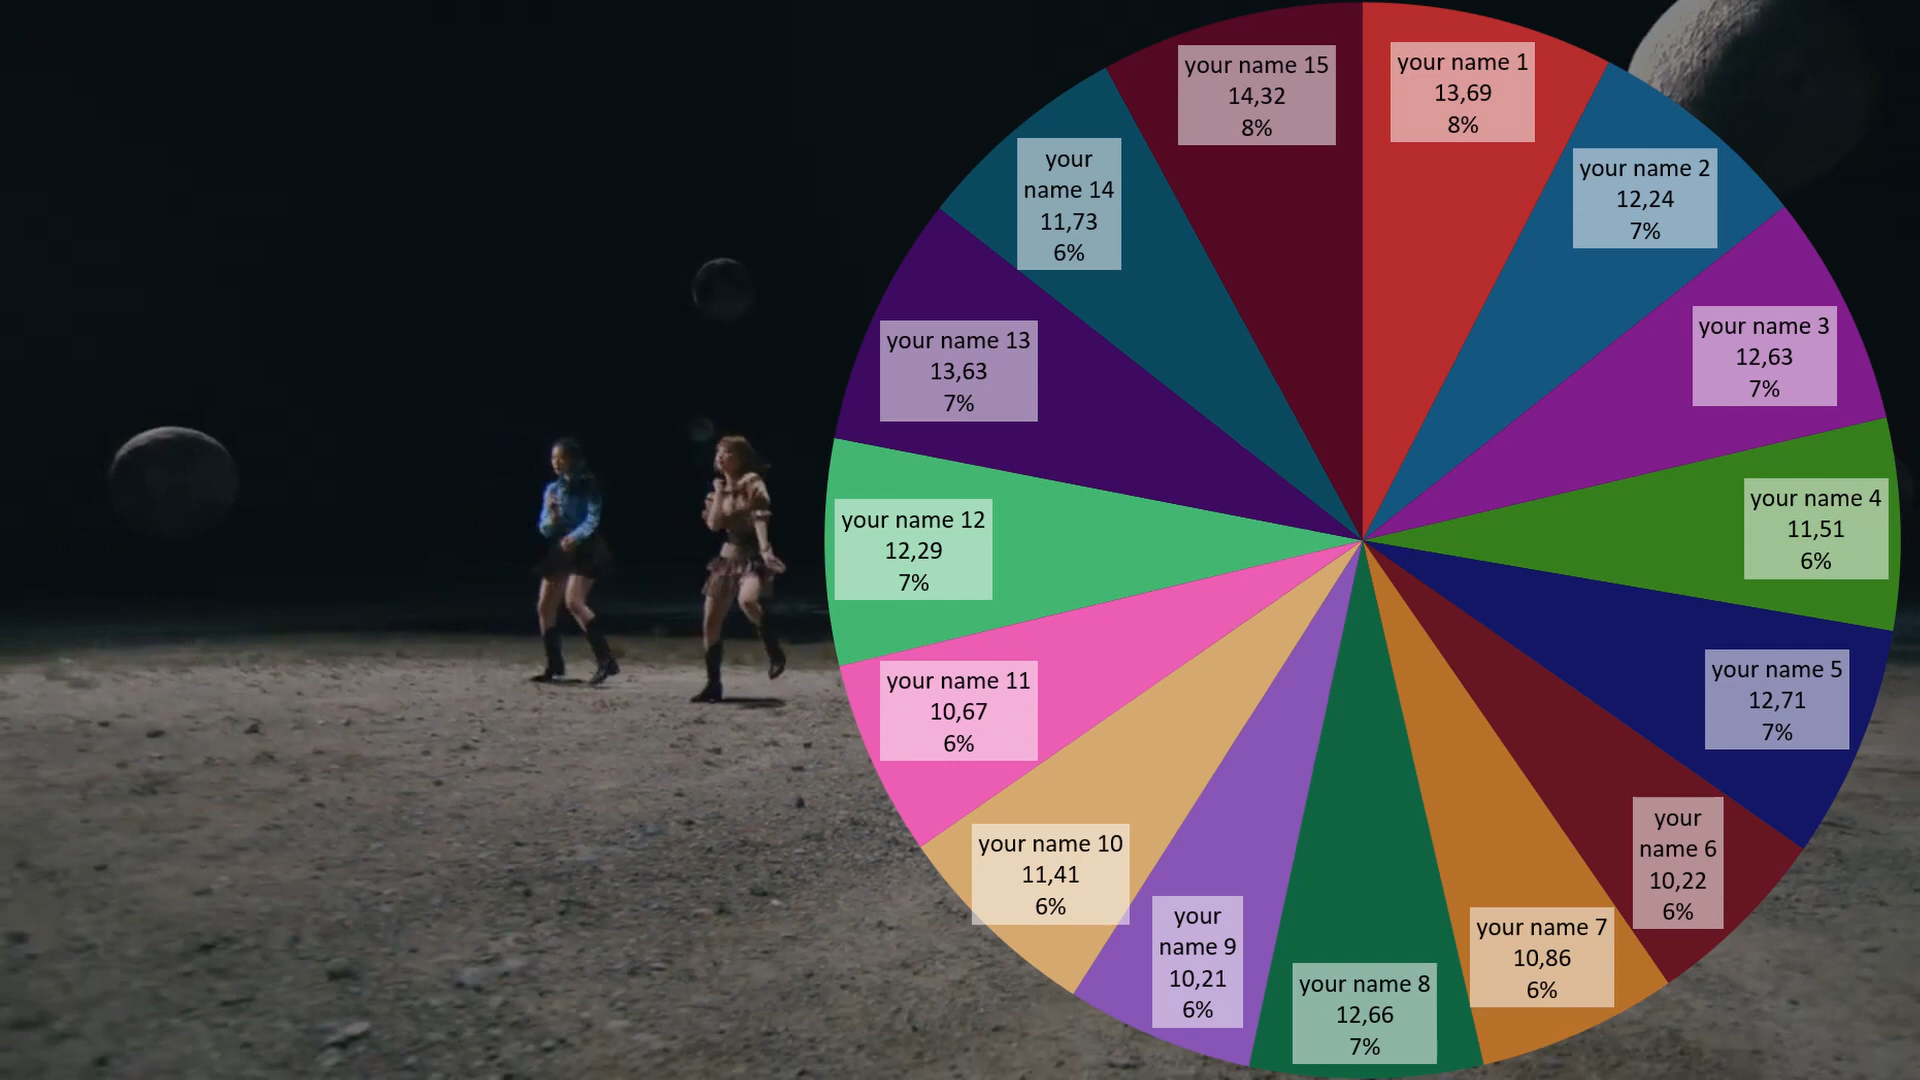 your name 1
13,69
8%
your name 2
12,24
7%
your name 3
12,63
7%
your name 4
11,51
6%
your name 5
12,71
7%
your
name 6
10,22
6%
your name 7
10,86
6%
your name 8
12,66
7%
your
name 9
10,21
6%
your name 10
11,41
6%
your name 11
10,67
6%
your name 12
12,29
7%
your name 13
13,63
7%
your
name 14
11,73
6%
your name 15
14,32
8%